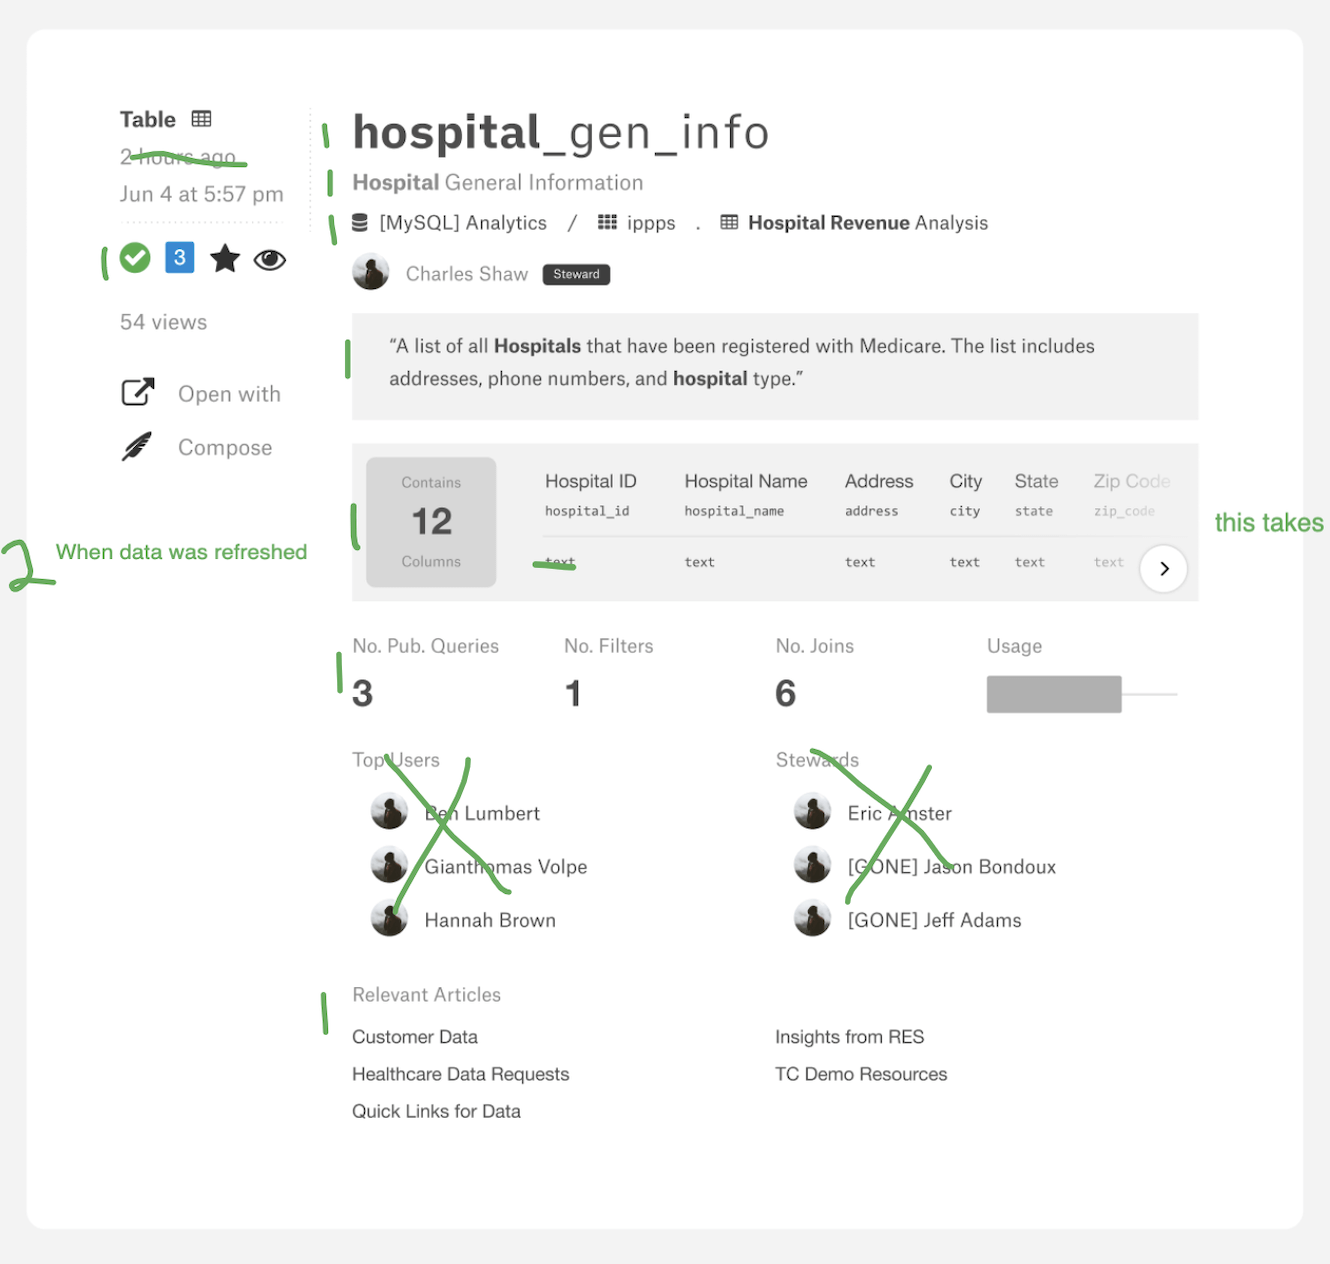 Table
2 hours ago
Jun 4 at 5:57 pm
3
54 views
Open with
Compose
2 When data was refreshed
hospital_gen_info
Hospital General Information
[MySQL] Analytics / ippps . Hospital Revenue Analysis
Charles Shaw Steward
“A list of all Hospitals that have been registered with Medicare. The list includes
addresses, phone numbers, and hospital type.”
Contains
12
Columns
Hospital ID Hospital Name Address City State Zip Code
hospital_id hospital_name address city state zip_code
text text text text text text
this takes
No. Pub. Queries No. Filters No. Joins Usage
3 1 6
Top Users
Ben Lumbert
Gianthomas Volpe
Hannah Brown
Stewards
Eric Amster
[GONE] Jason Bondoux
[GONE] Jeff Adams
Relevant Articles
Customer Data
Healthcare Data Requests
Quick Links for Data
Insights from RES
TC Demo Resources